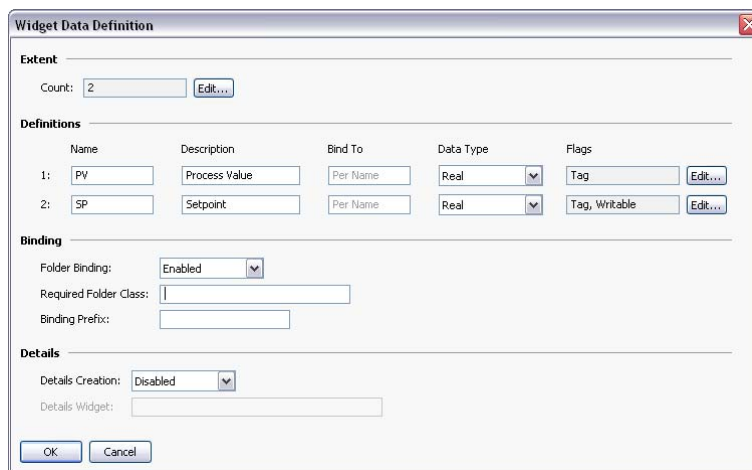 Widget Data Definition
Extent
Count: 2 Edit...
Definitions
Name Description Bind To Data Type Flags
1: PV Process Value Per Name Real Tag Edit...
2: SP Setpoint Per Name Real Tag, Writable Edit...
Binding
Folder Binding: Enabled
Required Folder Class:
Binding Prefix:
Details
Details Creation: Disabled
Details Widget:
OK Cancel